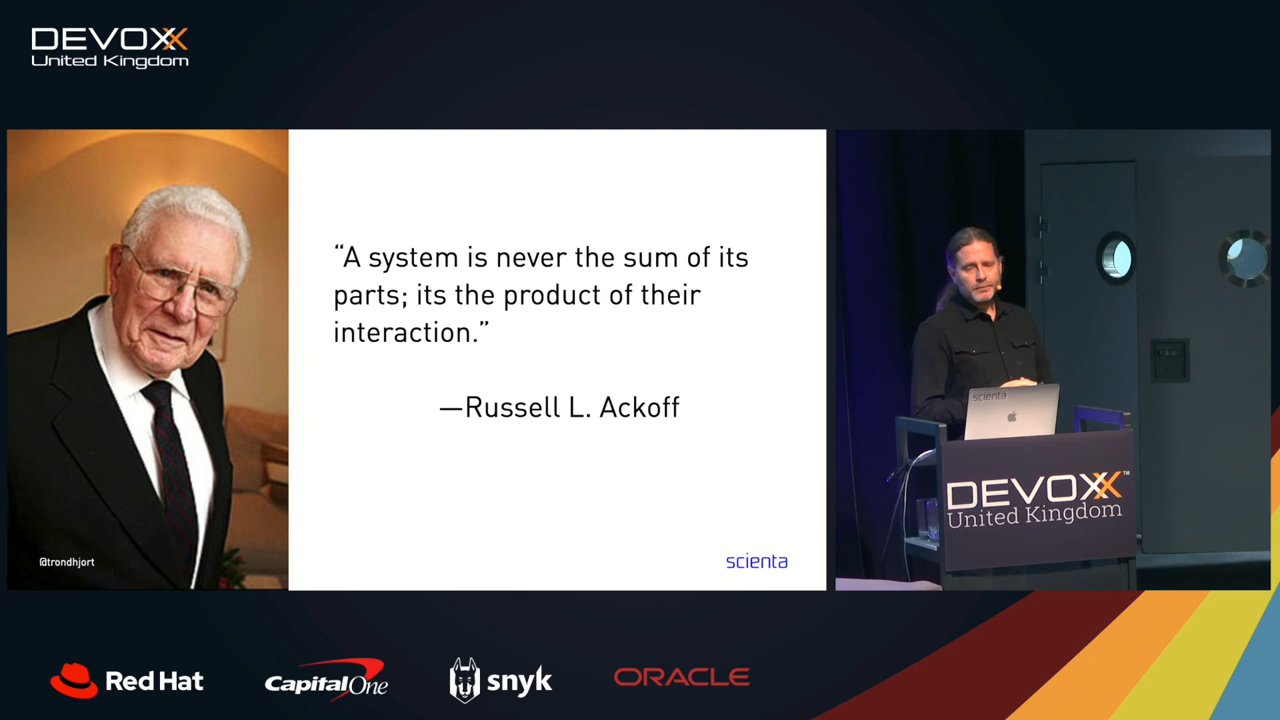 DEVOXX
United Kingdom
“A system is never the sum of its
parts; its the product of their
interaction.”
—Russell L. Ackoff
@trondhjort
scienta
scienta
DEVOXX™
United Kingdom
Red Hat
Capital One
snyk
ORACLE